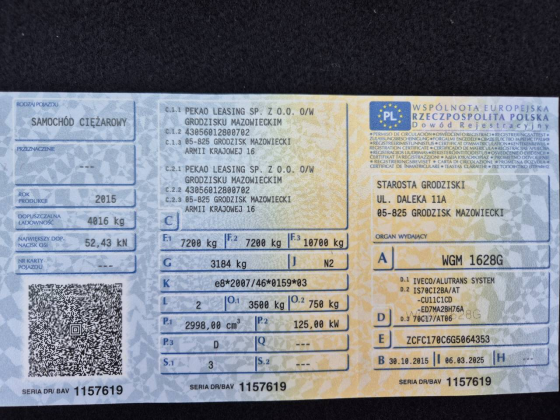 RODZAJ POJAZDU
SAMOCHÓD CIĘŻAROWY
PRZEZNACZENIE
---
ROK PRODUKCJI
2015
DOPUSZCZALNA ŁADOWNOŚĆ
4016 kg
NAJWIĘKSZY DOP. NACISK OSI
52,43 kN
NR KARTY POJAZDU
---
SERIA DR/BAV 1157619
C.1.1 PEKAO LEASING SP. Z O.O. O/W
GRODZISKU MAZOWIECKIM
C.1.2 43056812800702
C.1.3 05-825 GRODZISK MAZOWIECKI
ARMII KRAJOWEJ 16
C.2.1 PEKAO LEASING SP. Z O.O. O/W
GRODZISKU MAZOWIECKIM
C.2.2 43056812800702
C.2.3 05-825 GRODZISK MAZOWIECKI
ARMII KRAJOWEJ 16
C
F.1 7200 kg F.2 7200 kg F.3 10700 kg
G 3184 kg J N2
K e8*2007/46*0159*03
L 2 O.1 3500 kg O.2 750 kg
P.1 2998,00 cm³ P.2 125,00 kW
P.3 D Q ---
S.1 3 S.2 ---
SERIA DR/BAV 1157619
PL
WSPÓLNOTA EUROPEJSKA
RZECZPOSPOLITA POLSKA
Dowód Rejestracyjny
STAROSTA GRODZISKI
UL. DALEKA 11A
05-825 GRODZISK MAZOWIECKI
ORGAN WYDAJĄCY
A WGM 1628G
D.1 IVECO/ALUTRANS SYSTEM
D.2 IS70CI2BA/AT
-CU11C1CD
-ED7MA2BH76A
D D.3 70C17/AT06
E ZCFC170C6G5064353
B 30.10.2015 I 06.03.2025 H ---
SERIA DR/BAV 1157619